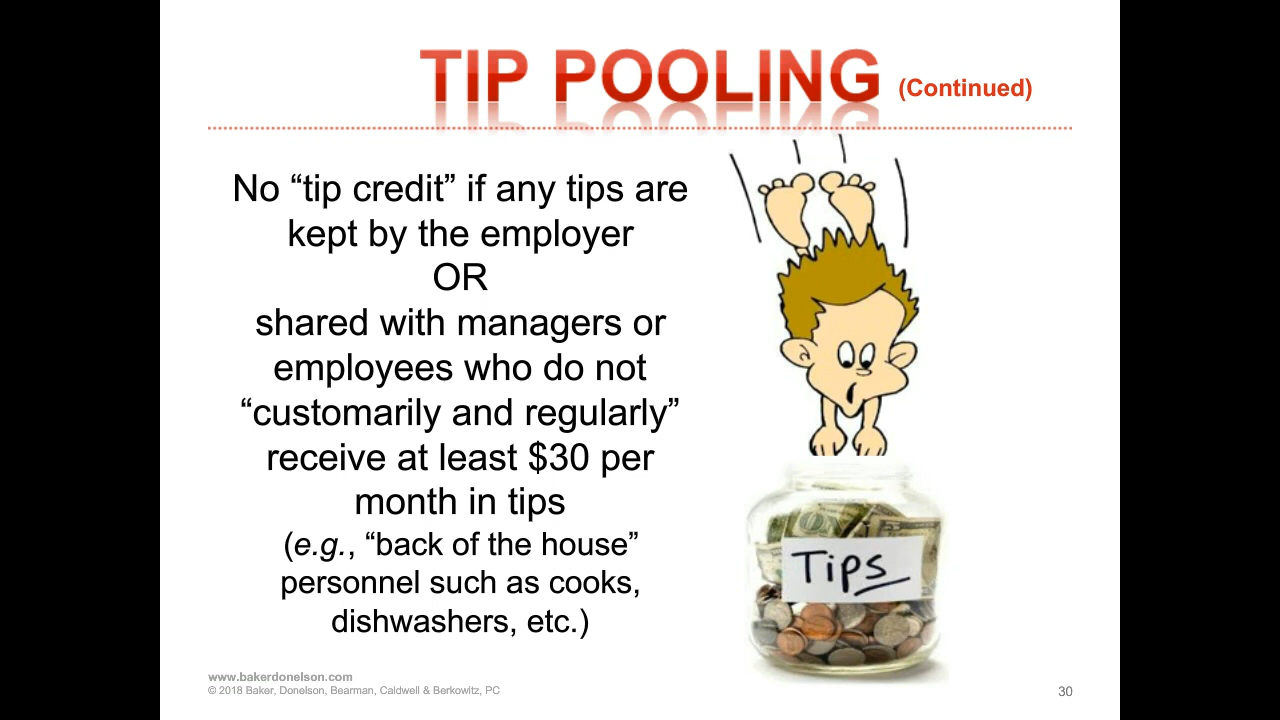 TIP POOLING (Continued)
No “tip credit” if any tips are
kept by the employer
OR
shared with managers or
employees who do not
“customarily and regularly”
receive at least $30 per
month in tips
(e.g., “back of the house”
personnel such as cooks,
dishwashers, etc.)
Tips
www.bakerdonelson.com
© 2018 Baker, Donelson, Bearman, Caldwell & Berkowitz, PC
30